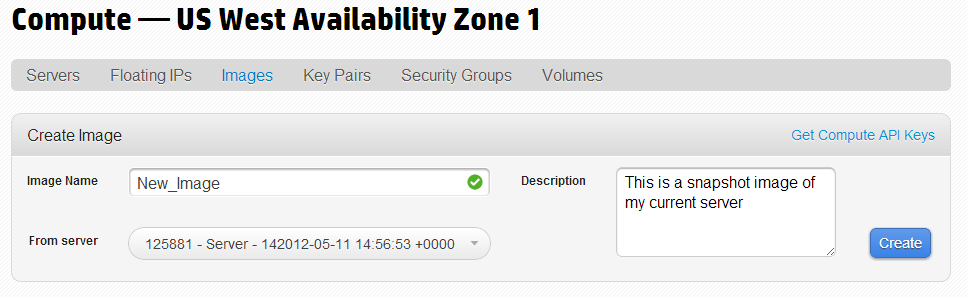 Compute — US West Availability Zone 1
Servers Floating IPs Images Key Pairs Security Groups Volumes
Create Image Get Compute API Keys
Image Name New_Image Description This is a snapshot image of
my current server
From server 125881 - Server - 142012-05-11 14:56:53 +0000 Create